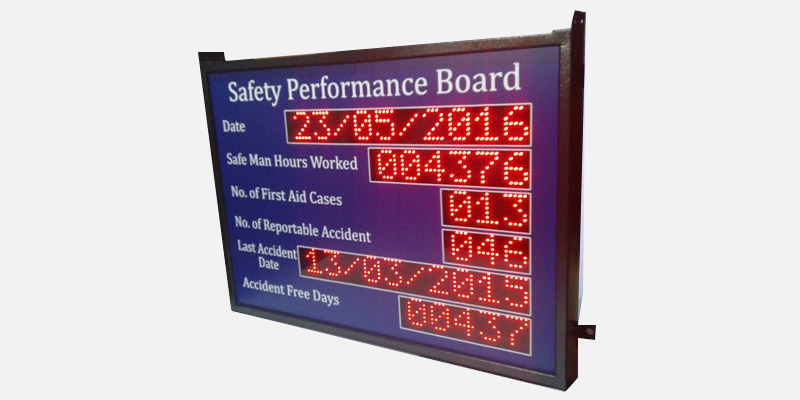 Safety Performance Board
Date 23/05/2016
Safe Man Hours Worked 004376
No. of First Aid Cases 013
No. of Reportable Accident 046
Last Accident
Date 13/03/2015
Accident Free Days 00437